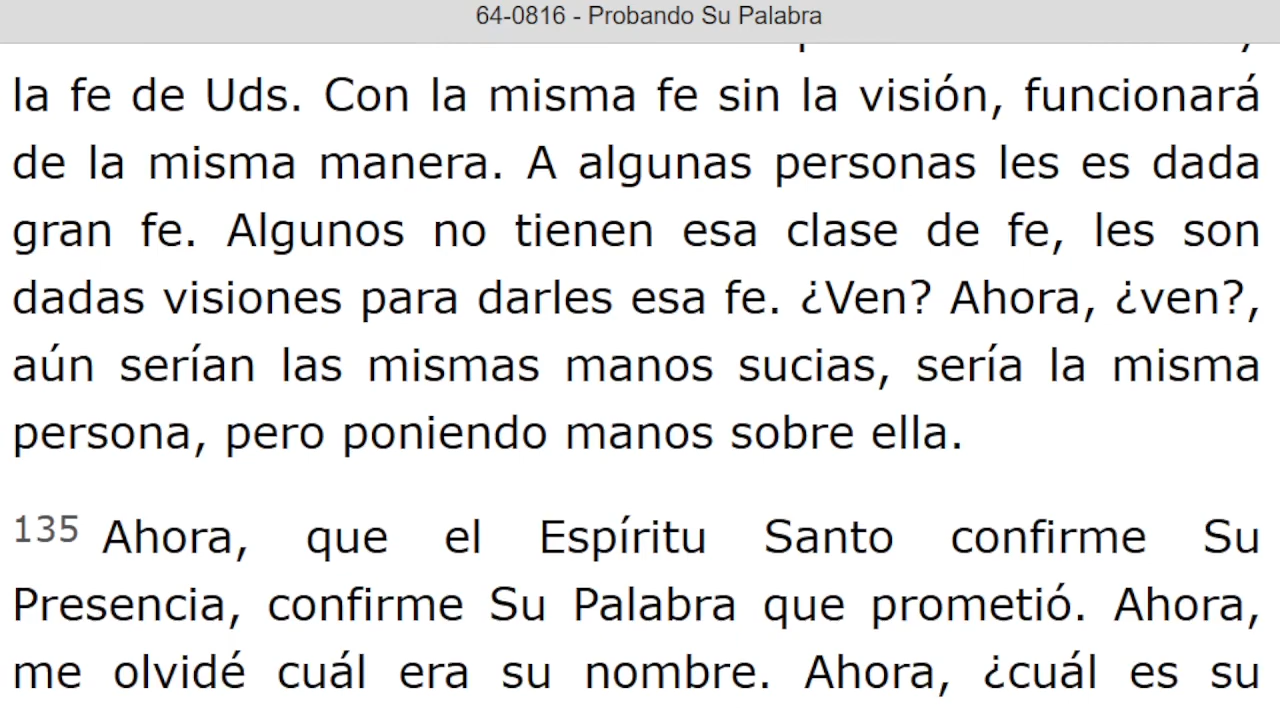 64-0816 - Probando Su Palabra
la fe de Uds. Con la misma fe sin la visión, funcionará
de la misma manera. A algunas personas les es dada
gran fe. Algunos no tienen esa clase de fe, les son
dadas visiones para darles esa fe. ¿Ven? Ahora, ¿ven?,
aún serían las mismas manos sucias, sería la misma
persona, pero poniendo manos sobre ella.
135 Ahora, que el Espíritu Santo confirme Su
Presencia, confirme Su Palabra que prometió. Ahora,
me olvidé cuál era su nombre. Ahora, ¿cuál es su